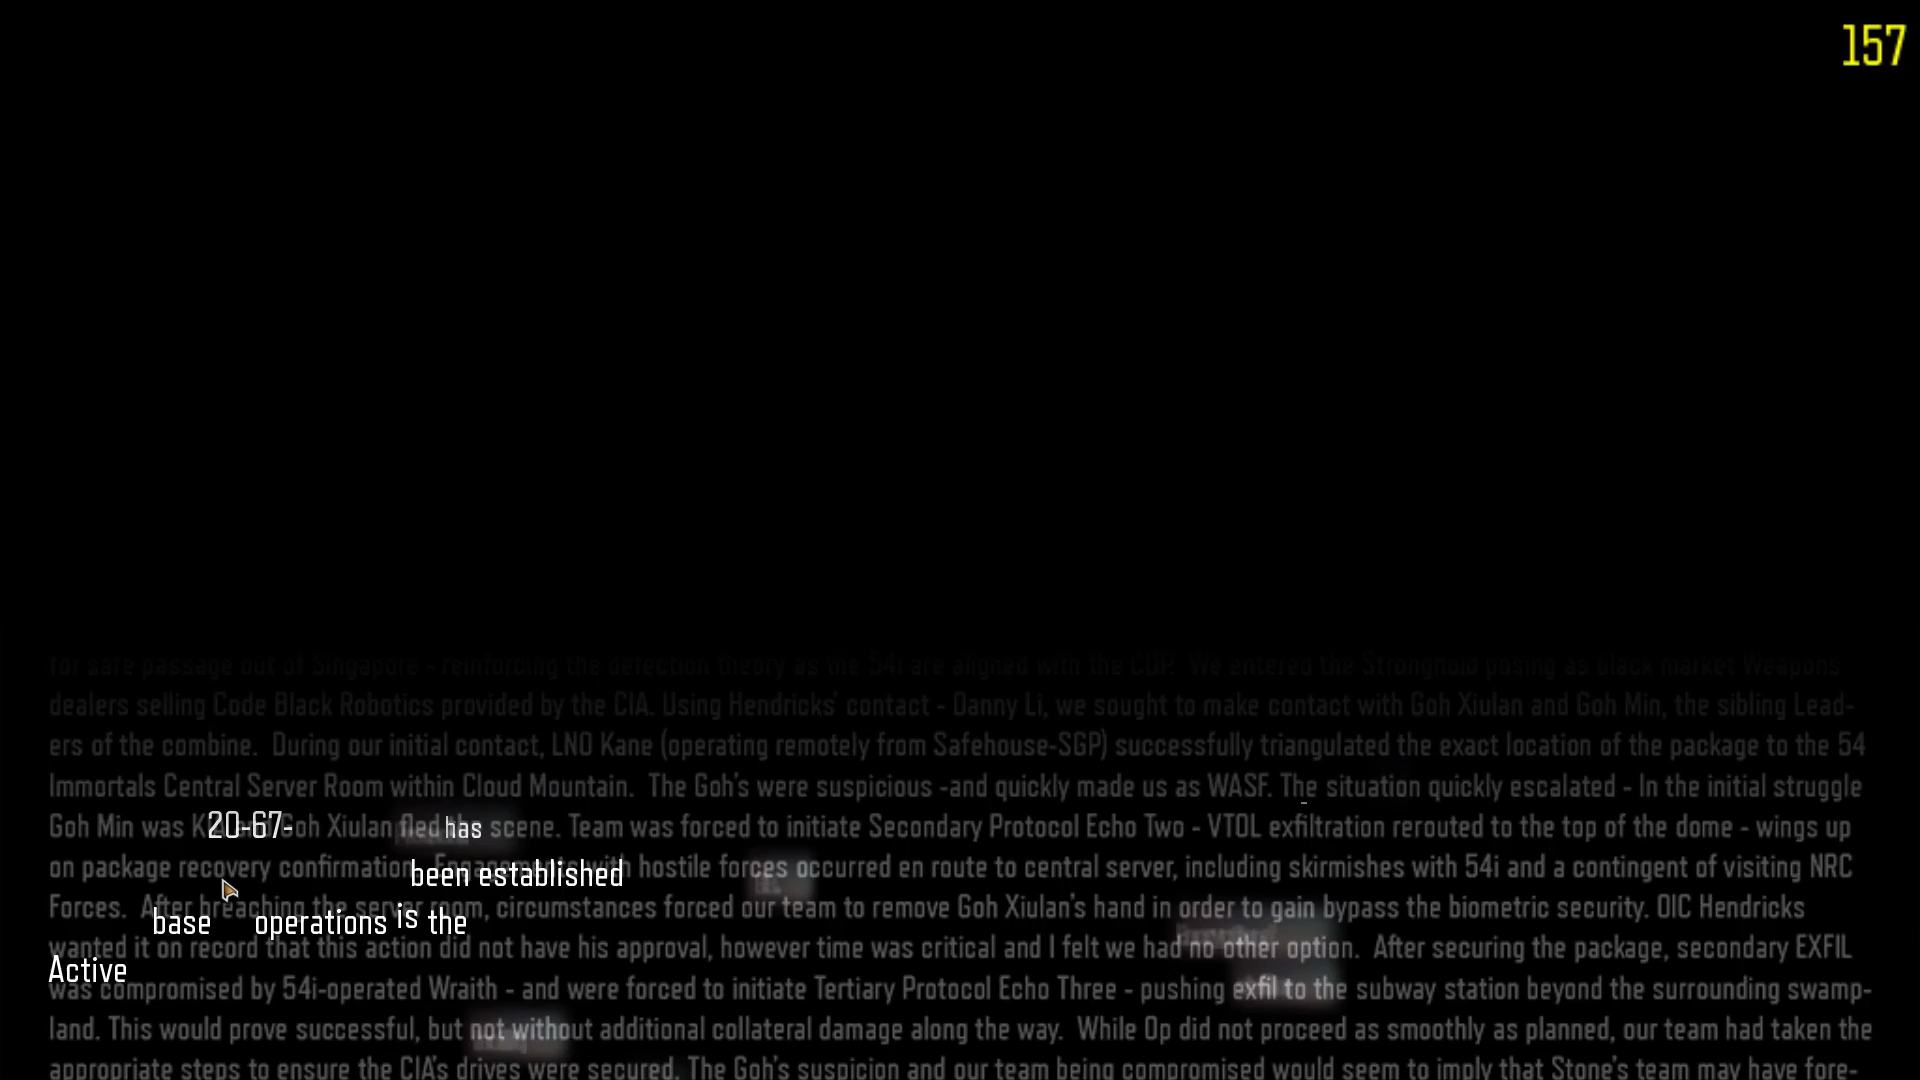 157
for safe passage out of Singapore - reinforcing the defection theory as the 54i are aligned with the CDP. We entered the Stronghold posing as black market Weapons
dealers selling Code Black Robotics provided by the CIA. Using Hendricks' contact - Danny Li, we sought to make contact with Goh Xiulan and Goh Min, the sibling Lead-
ers of the combine. During our initial contact, LNO Kane (operating remotely from Safehouse-SGP) successfully triangulated the exact location of the package to the 54
Immortals Central Server Room within Cloud Mountain. The Goh's were suspicious -and quickly made us as WASF. The situation quickly escalated - In the initial struggle
Goh Min was Goh Xiulan fled scene. Team was forced to initiate Secondary Protocol Echo Two - VTOL exfiltration rerouted to the top of the dome - wings up
20-67- has
on package recovery confirmation. Engagements with hostile forces occurred en route to central server, including skirmishes with 54i and a contingent of visiting NRC
been established
Forces. After breaching the server room, circumstances forced our team to remove Goh Xiulan's hand in order to gain bypass the biometric security. OIC Hendricks
base operations is the
wanted it on record that this action did not have his approval, however time was critical and I felt we had no other option. After securing the package, secondary EXFIL
Active
was compromised by 54i-operated Wraith - and were forced to initiate Tertiary Protocol Echo Three - pushing exfil to the subway station beyond the surrounding swamp-
land. This would prove successful, but not without additional collateral damage along the way. While Op did not proceed as smoothly as planned, our team had taken the
appropriate steps to ensure the CIA's drives were secured. The Goh's suspicion and our team being compromised would seem to imply that Stone's team may have fore-